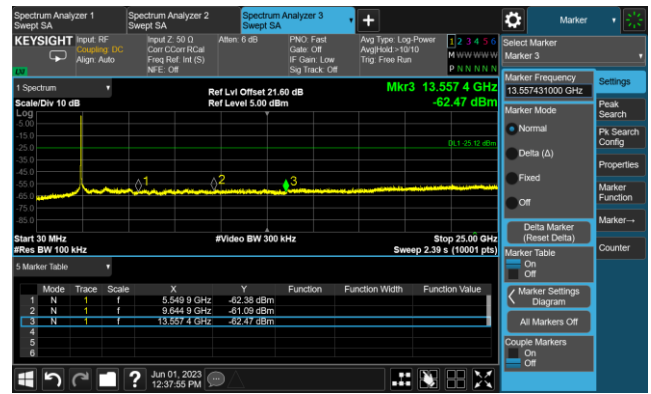 Spectrum Analyzer 1
Swept SA
Spectrum Analyzer 2
Swept SA
Spectrum Analyzer 3
Swept SA
+
Marker
KEYSIGHT
Input: RF
Coupling: DC
Align: Auto
Input Z: 50 Ω
Corr CCorr RCal
Freq Ref: Int (S)
NFE: Off
Atten: 6 dB
PNO: Fast
Gate: Off
IF Gain: Low
Sig Track: Off
Avg Type: Log-Power
Avg|Hold:>10/10
Trig: Free Run
1 2 3 4 5 6
M W W W W W
P N N N N N
Select Marker
Marker 3
1 Spectrum
Scale/Div 10 dB
Ref Lvl Offset 21.60 dB
Ref Level 5.00 dBm
Mkr3 13.557 4 GHz
-62.47 dBm
Log
-5.00
-15.0
-25.0
-35.0
-45.0
-55.0
-65.0
-75.0
-85.0
DL1 -25.12 dBm
1
2
3
Start 30 MHz
#Res BW 100 kHz
#Video BW 300 kHz
Stop 25.00 GHz
Sweep 2.39 s (10001 pts)
5 Marker Table
Mode Trace Scale X Y Function Function Width Function Value
1 N 1 f 5.549 9 GHz -62.38 dBm
2 N 1 f 9.644 9 GHz -61.09 dBm
3 N 1 f 13.557 4 GHz -62.47 dBm
4
5
6
Marker Frequency
13.557431000 GHz
Marker Mode
Normal
Delta (Δ)
Fixed
Off
Delta Marker
(Reset Delta)
Marker Table
On
Off
Marker Settings
Diagram
All Markers Off
Couple Markers
On
Off
Settings
Peak
Search
Pk Search
Config
Properties
Marker
Function
Marker→
Counter
?
Jun 01, 2023
12:37:55 PM